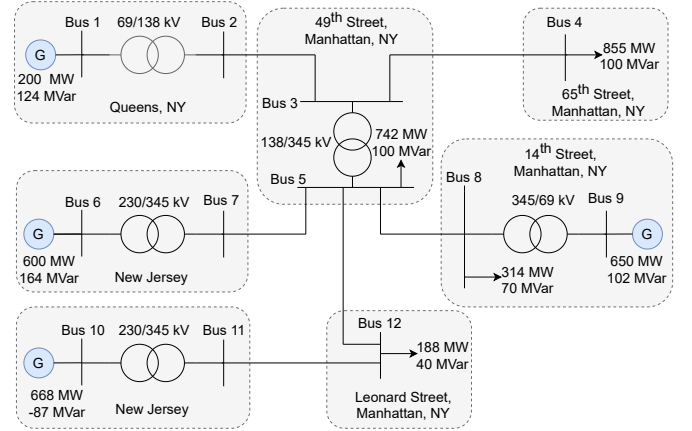 Bus 1
69/138 kV
Bus 2
G
200 MW
124 MVar
Queens, NY
49th Street,
Manhattan, NY
Bus 3
138/345 kV
742 MW
100 MVar
Bus 5
Bus 4
855 MW
100 MVar
65th Street,
Manhattan, NY
Bus 6
230/345 kV
Bus 7
G
600 MW
164 MVar
New Jersey
14th Street,
Manhattan, NY
Bus 8
345/69 kV
Bus 9
G
314 MW
70 MVar
650 MW
102 MVar
Bus 10
230/345 kV
Bus 11
G
668 MW
-87 MVar
New Jersey
Bus 12
188 MW
40 MVar
Leonard Street,
Manhattan, NY